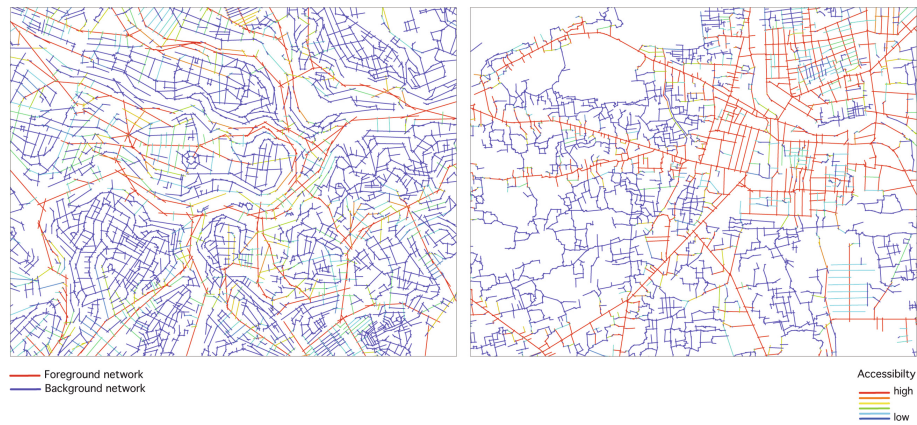 Foreground network
Background network
Accessibilty
high
low